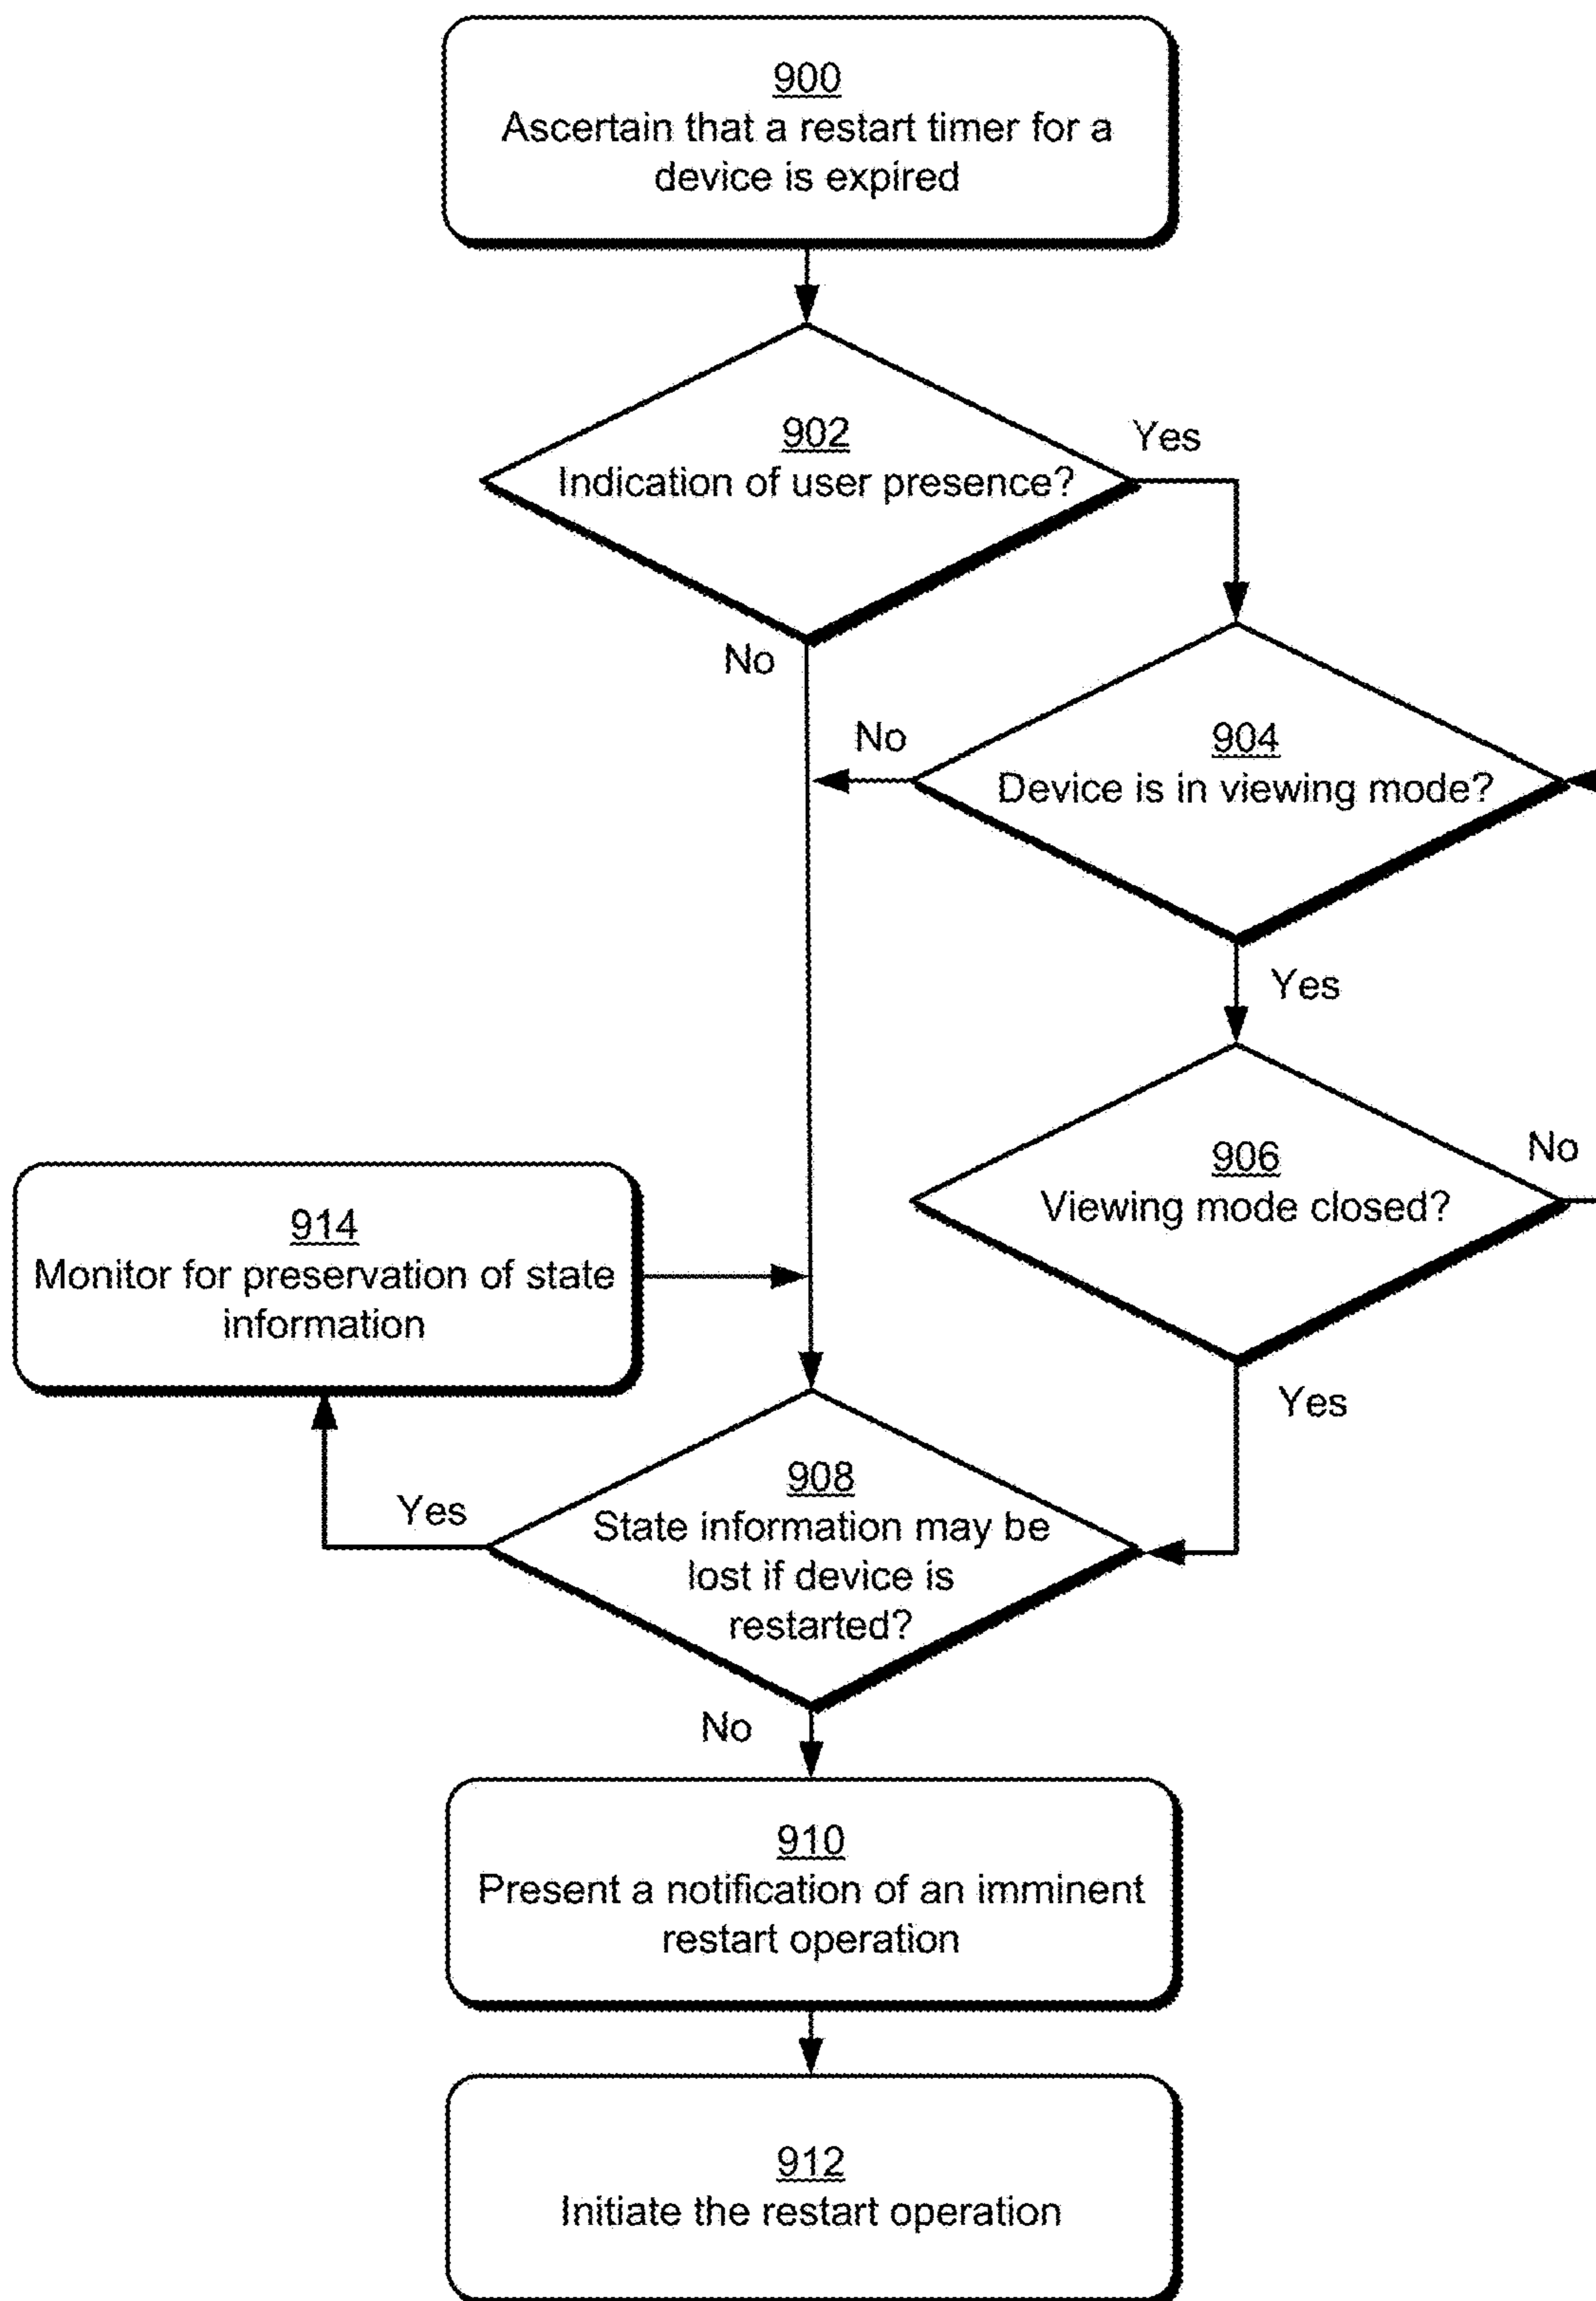 900
Ascertain that a restart timer for a
device is expired
902
Indication of user presence?
Yes
No
904
Device is in viewing mode?
No
Yes
906
Viewing mode closed?
No
Yes
914
Monitor for preservation of state
information
908
State information may be
lost if device is
restarted?
Yes
No
910
Present a notification of an imminent
restart operation
912
Initiate the restart operation